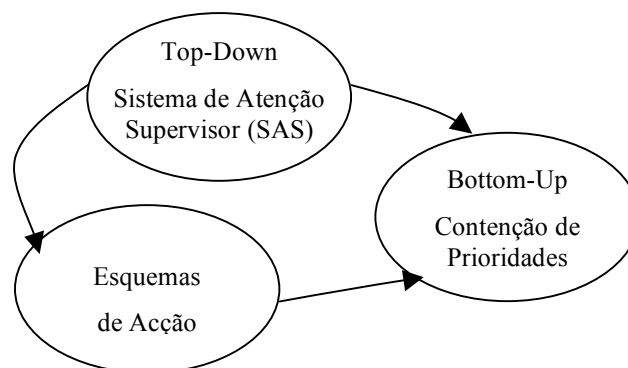 Top-Down
Sistema de Atenção
Supervisor (SAS)
Bottom-Up
Contenção de
Prioridades
Esquemas
de Acção